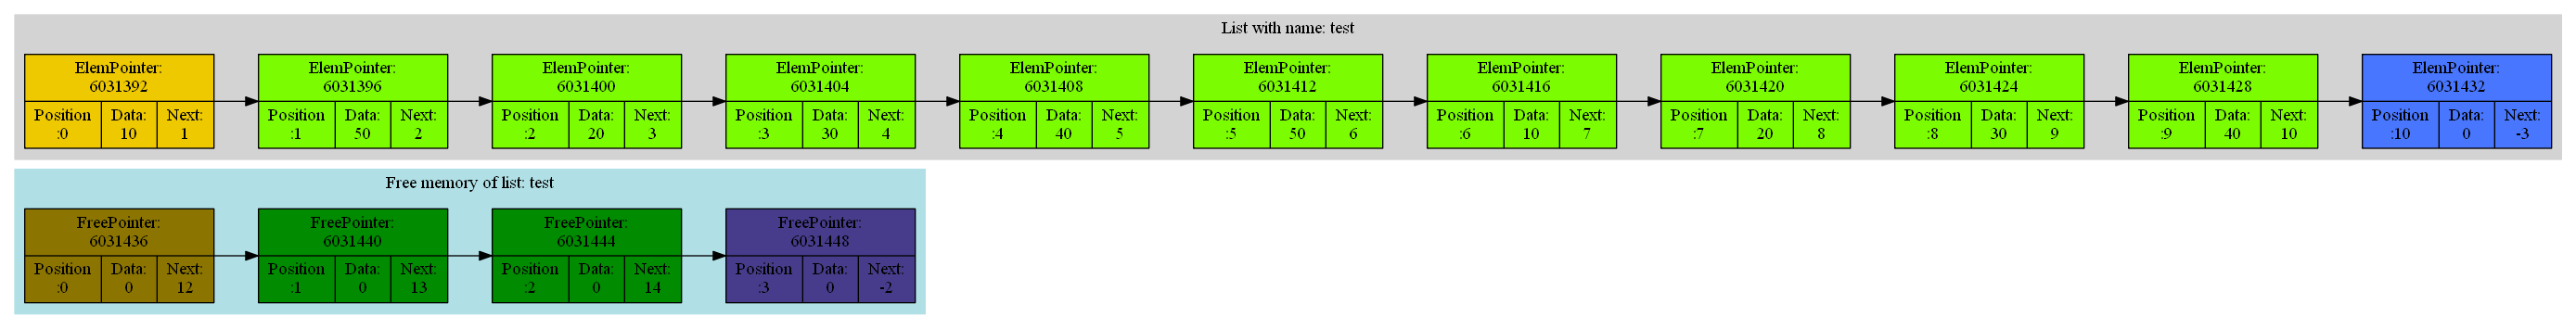 List with name: test
ElemPointer:
6031392
Position
:0
Data:
10
Next:
1
ElemPointer:
6031396
Position
:1
Data:
50
Next:
2
ElemPointer:
6031400
Position
:2
Data:
20
Next:
3
ElemPointer:
6031404
Position
:3
Data:
30
Next:
4
ElemPointer:
6031408
Position
:4
Data:
40
Next:
5
ElemPointer:
6031412
Position
:5
Data:
50
Next:
6
ElemPointer:
6031416
Position
:6
Data:
10
Next:
7
ElemPointer:
6031420
Position
:7
Data:
20
Next:
8
ElemPointer:
6031424
Position
:8
Data:
30
Next:
9
ElemPointer:
6031428
Position
:9
Data:
40
Next:
10
ElemPointer:
6031432
Position
:10
Data:
0
Next:
-3
Free memory of list: test
FreePointer:
6031436
Position
:0
Data:
0
Next:
12
FreePointer:
6031440
Position
:1
Data:
0
Next:
13
FreePointer:
6031444
Position
:2
Data:
0
Next:
14
FreePointer:
6031448
Position
:3
Data:
0
Next:
-2